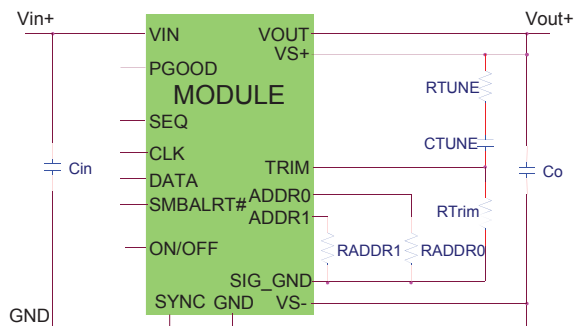 Vin+
Vout+
VIN
VOUT
VS+
PGOOD
RTUNE
MODULE
SEQ
CTUNE
CLK
TRIM
Cin
Co
DATA
ADDR0
SMBALRT#
ADDR1
RTrim
ON/OFF
RADDR1
RADDR0
SIG_GND
SYNC
GND
VS-
GND